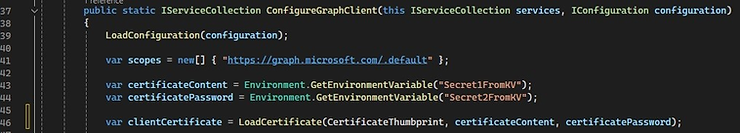 1 reference
37 public static IServiceCollection ConfigureGraphClient(this IServiceCollection services, IConfiguration configuration)
38 {
39 LoadConfiguration(configuration);
40
41 var scopes = new[] { "https://graph.microsoft.com/.default" };
42
43 var certificateContent = Environment.GetEnvironmentVariable("Secret1FromKV");
44 var certificatePassword = Environment.GetEnvironmentVariable("Secret2FromKV");
45
46 var clientCertificate = LoadCertificate(CertificateThumbprint, certificateContent, certificatePassword);